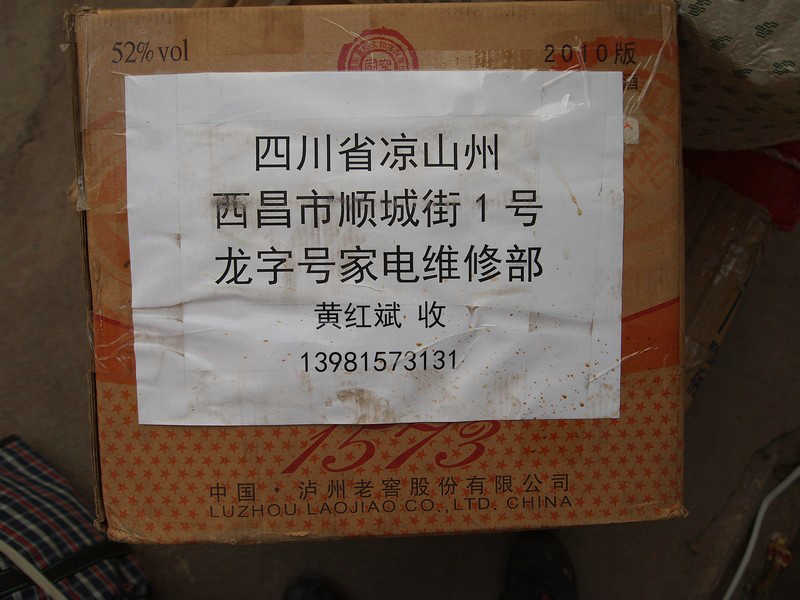 52% vol
2010版
四川省凉山州
西昌市顺城街1号
龙字号家电维修部
黄红斌 收
13981573131
1573
中国·泸州老窖股份有限公司
LUZHOU LAOJIAO CO.,LTD. CHINA